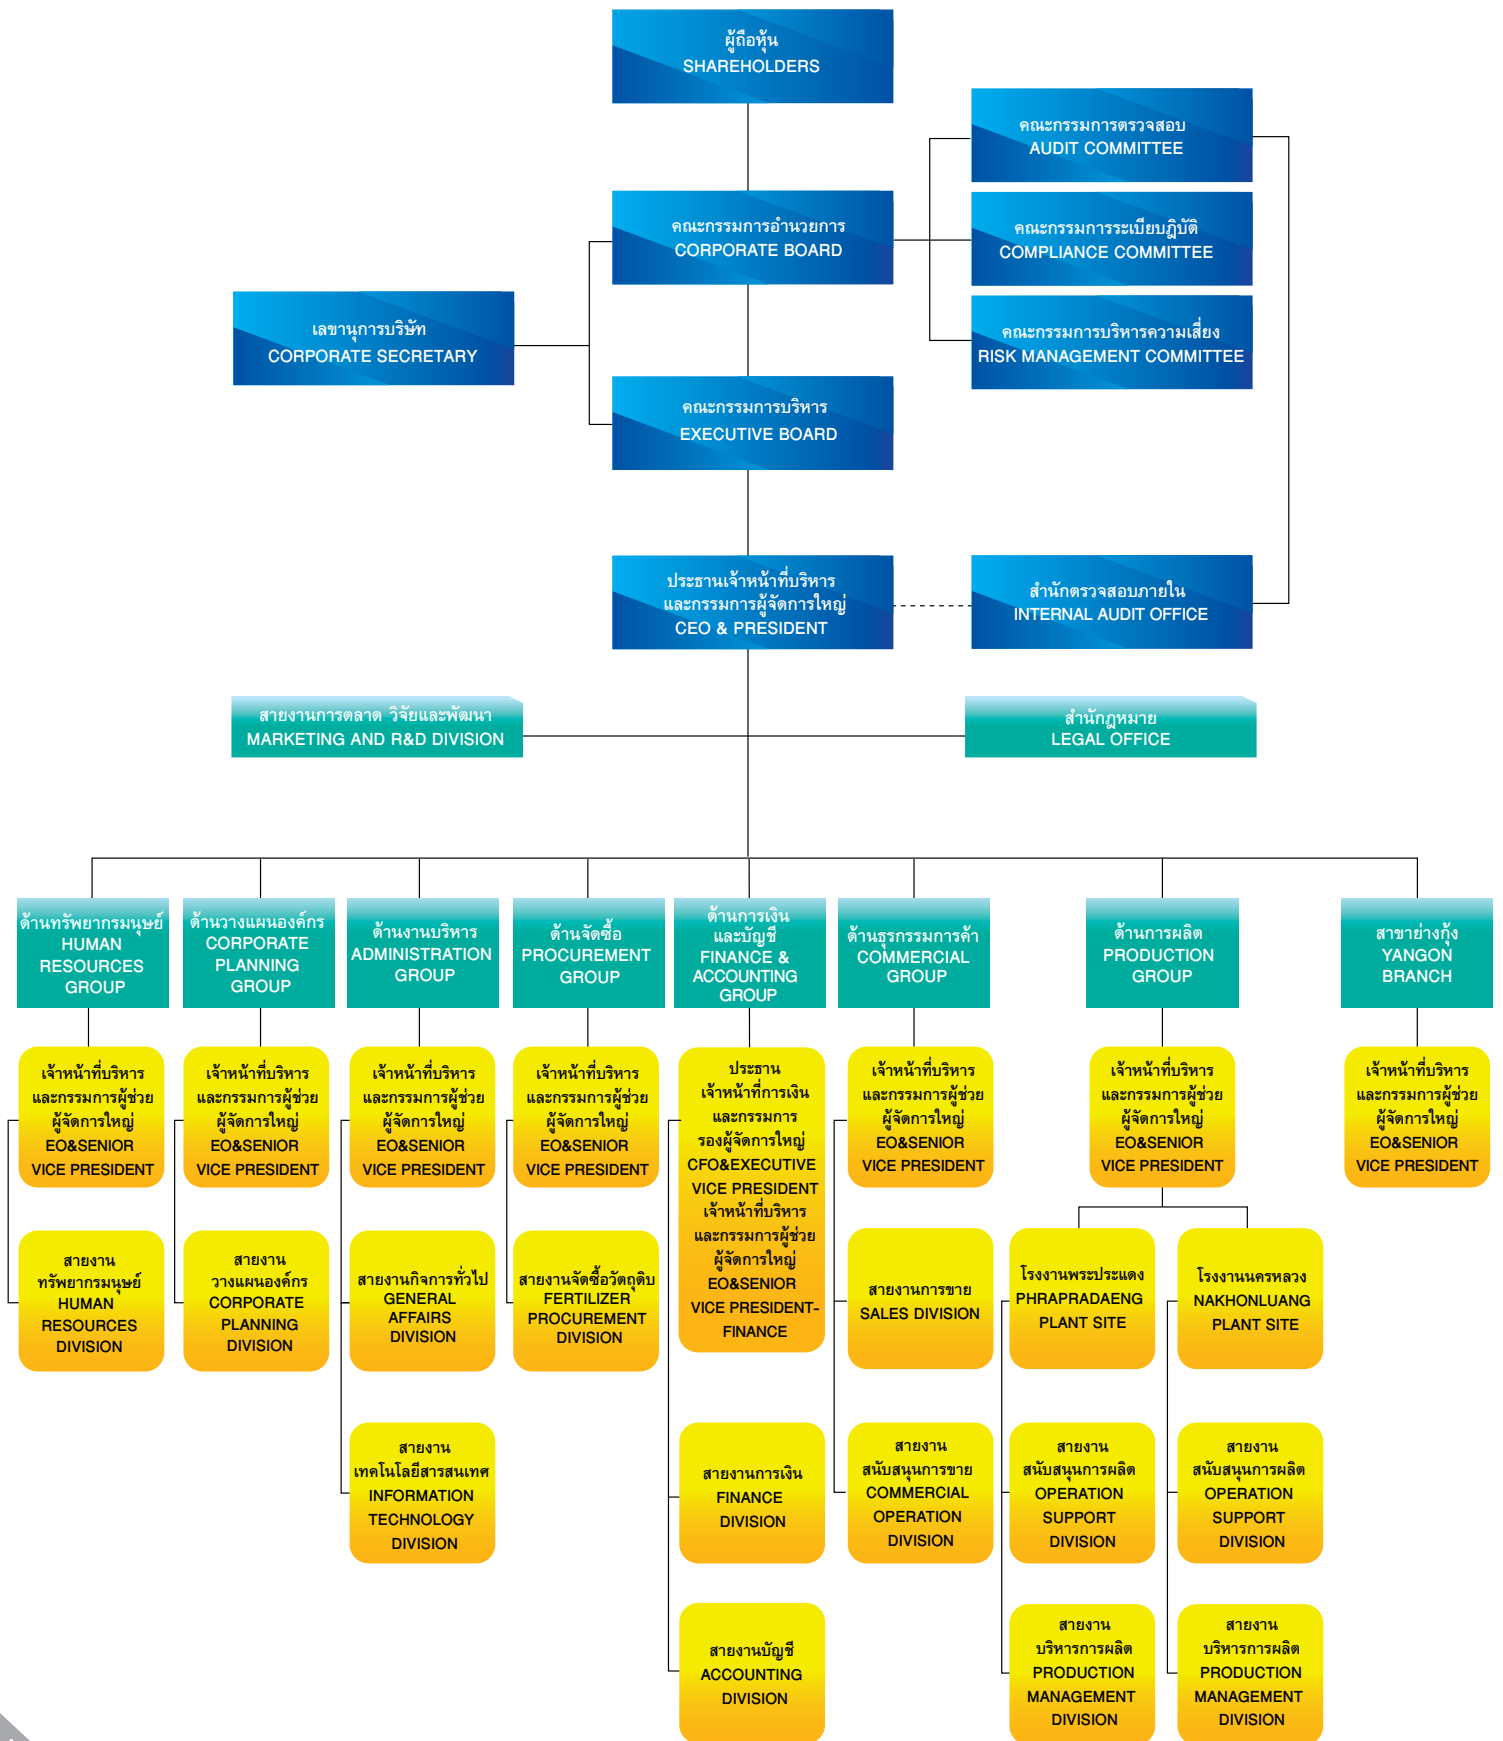 ผู้ถือหุ้น
SHAREHOLDERS
คณะกรรมการตรวจสอบ
AUDIT COMMITTEE
คณะกรรมการอำนวยการ
CORPORATE BOARD
คณะกรรมการระเบียบฎิบัติ
COMPLIANCE COMMITTEE
เลขานุการบริษัท
CORPORATE SECRETARY
คณะกรรมการบริหารความเสี่ยง
RISK MANAGEMENT COMMITTEE
คณะกรรมการบริหาร
EXECUTIVE BOARD
ประธานเจ้าหน้าที่บริหาร
และกรรมการผู้จัดการใหญ่
CEO & PRESIDENT
สำนักตรวจสอบภายใน
INTERNAL AUDIT OFFICE
สายงานการตลาด วิจัยและพัฒนา
MARKETING AND R&D DIVISION
สำนักกฎหมาย
LEGAL OFFICE
ด้านทรัพยากรมนุษย์
HUMAN
RESOURCES
GROUP
ด้านวางแผนองค์กร
CORPORATE
PLANNING
GROUP
ด้านงานบริหาร
ADMINISTRATION
GROUP
ด้านจัดซื้อ
PROCUREMENT
GROUP
ด้านการเงิน
และบัญชี
FINANCE &
ACCOUNTING
GROUP
ด้านธุรกรรมการค้า
COMMERCIAL
GROUP
ด้านการผลิต
PRODUCTION
GROUP
สาขาย่างกุ้ง
YANGON
BRANCH
เจ้าหน้าที่บริหาร
และกรรมการผู้ช่วย
ผู้จัดการใหญ่
EO&SENIOR
VICE PRESIDENT
เจ้าหน้าที่บริหาร
และกรรมการผู้ช่วย
ผู้จัดการใหญ่
EO&SENIOR
VICE PRESIDENT
เจ้าหน้าที่บริหาร
และกรรมการผู้ช่วย
ผู้จัดการใหญ่
EO&SENIOR
VICE PRESIDENT
เจ้าหน้าที่บริหาร
และกรรมการผู้ช่วย
ผู้จัดการใหญ่
EO&SENIOR
VICE PRESIDENT
ประธาน
เจ้าหน้าที่การเงิน
และกรรมการ
รองผู้จัดการใหญ่
CFO&EXECUTIVE
VICE PRESIDENT
เจ้าหน้าที่บริหาร
และกรรมการผู้ช่วย
ผู้จัดการใหญ่
EO&SENIOR
VICE PRESIDENT-
FINANCE
เจ้าหน้าที่บริหาร
และกรรมการผู้ช่วย
ผู้จัดการใหญ่
EO&SENIOR
VICE PRESIDENT
เจ้าหน้าที่บริหาร
และกรรมการผู้ช่วย
ผู้จัดการใหญ่
EO&SENIOR
VICE PRESIDENT
เจ้าหน้าที่บริหาร
และกรรมการผู้ช่วย
ผู้จัดการใหญ่
EO&SENIOR
VICE PRESIDENT
สายงาน
ทรัพยากรมนุษย์
HUMAN
RESOURCES
DIVISION
สายงาน
วางแผนองค์กร
CORPORATE
PLANNING
DIVISION
สายงานกิจการทั่วไป
GENERAL
AFFAIRS
DIVISION
สายงานจัดซื้อวัตถุดิบ
FERTILIZER
PROCUREMENT
DIVISION
สายงานการขาย
SALES DIVISION
โรงงานพระประแดง
PHRAPRADAENG
PLANT SITE
โรงงานนครหลวง
NAKHONLUANG
PLANT SITE
สายงาน
เทคโนโลยีสารสนเทศ
INFORMATION
TECHNOLOGY
DIVISION
สายงานการเงิน
FINANCE
DIVISION
สายงาน
สนับสนุนการขาย
COMMERCIAL
OPERATION
DIVISION
สายงาน
สนับสนุนการผลิต
OPERATION
SUPPORT
DIVISION
สายงาน
สนับสนุนการผลิต
OPERATION
SUPPORT
DIVISION
สายงานบัญชี
ACCOUNTING
DIVISION
สายงาน
บริหารการผลิต
PRODUCTION
MANAGEMENT
DIVISION
สายงาน
บริหารการผลิต
PRODUCTION
MANAGEMENT
DIVISION